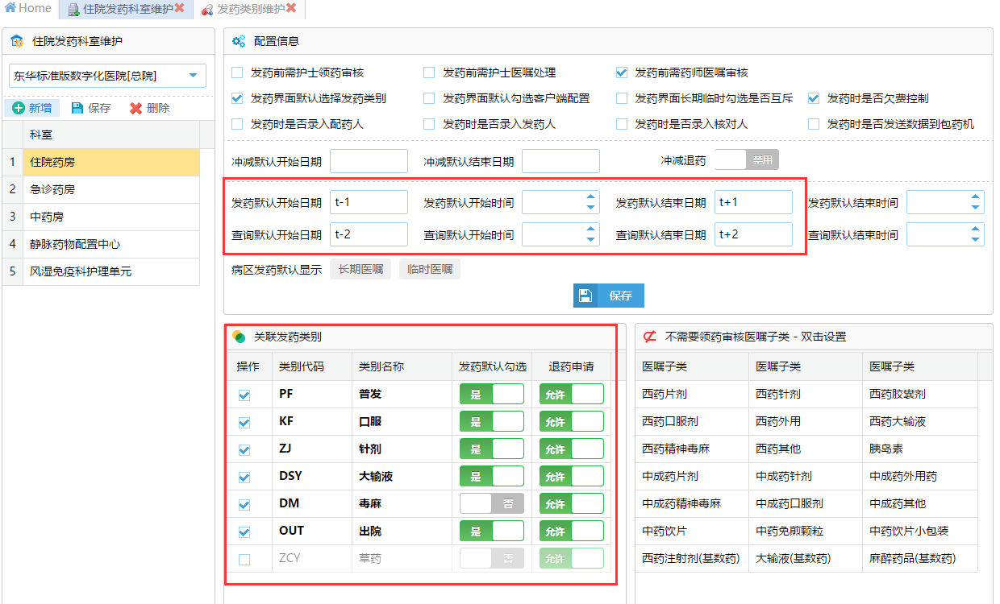 Home 住院发药科室维护 发药类别维护
住院发药科室维护
东华标准版数字化医院[总院]
新增 保存 删除
科室
1 住院药房
2 急诊药房
3 中药房
4 静脉药物配置中心
5 风湿免疫科护理单元
配置信息
发药前需护士领药审核 发药前需护士医嘱处理 发药前需药师医嘱审核
发药界面默认选择发药类别 发药界面默认勾选客户端配置 发药界面长期临时勾选是否互斥 发药时是否欠费控制
发药时是否录入配药人 发药时是否录入发药人 发药时是否录入核对人 发药时是否发送数据到包药机
冲减默认开始日期 冲减默认结束日期 冲减退药 禁用
发药默认开始日期 t-1 发药默认开始时间 发药默认结束日期 t+1 发药默认结束时间
查询默认开始日期 t-2 查询默认开始时间 查询默认结束日期 t+2 查询默认结束时间
病区发药默认显示 长期医嘱 临时医嘱
保存
关联发药类别
操作 类别代码 类别名称 发药默认勾选 退药申请
PF 普发 是 允许
KF 口服 是 允许
ZJ 针剂 是 允许
DSY 大输液 是 允许
DM 毒麻 否 允许
OUT 出院 是 允许
ZCY 草药 否 允许
不需要领药审核医嘱子类 - 双击设置
医嘱子类 医嘱子类 医嘱子类
西药片剂 西药针剂 西药胶囊剂
西药口服剂 西药外用 西药大输液
西药精神毒麻 西药其他 胰岛素
中成药片剂 中成药针剂 中成药外用药
中成药精神毒麻 中成药口服剂 中成药其他
中药饮片 中药免煎颗粒 中药饮片小包装
西药注射剂(基数药) 大输液(基数药) 麻醉药品(基数药)